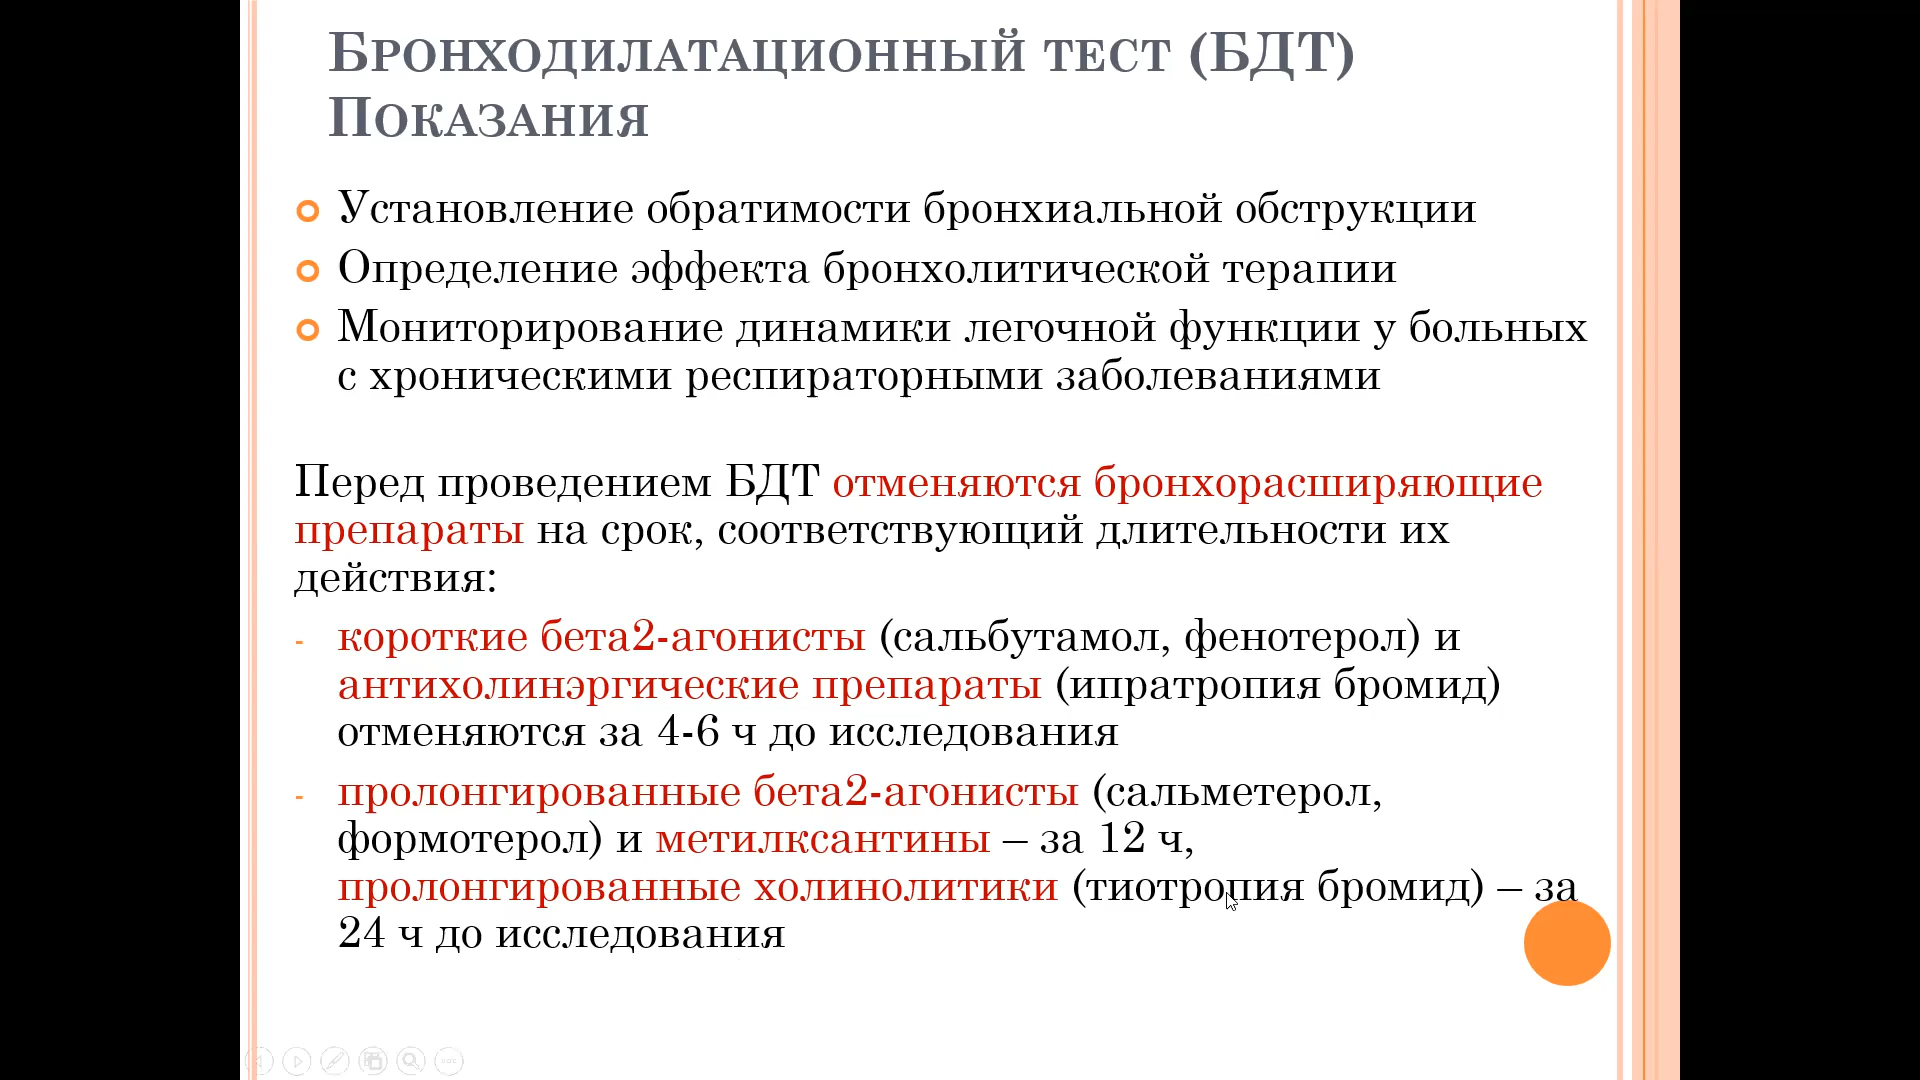 Бронходилатационный тест (БДТ)
Показания
Установление обратимости бронхиальной обструкции
Определение эффекта бронхолитической терапии
Мониторирование динамики легочной функции у больных
с хроническими респираторными заболеваниями
Перед проведением БДТ отменяются бронхорасширяющие
препараты на срок, соответствующий длительности их
действия:
- короткие бета2-агонисты (сальбутамол, фенотерол) и
антихолинэргические препараты (ипратропия бромид)
отменяются за 4-6 ч до исследования
- пролонгированные бета2-агонисты (сальметерол,
формотерол) и метилксантины – за 12 ч,
пролонгированные холинолитики (тиотропия бромид) – за
24 ч до исследования